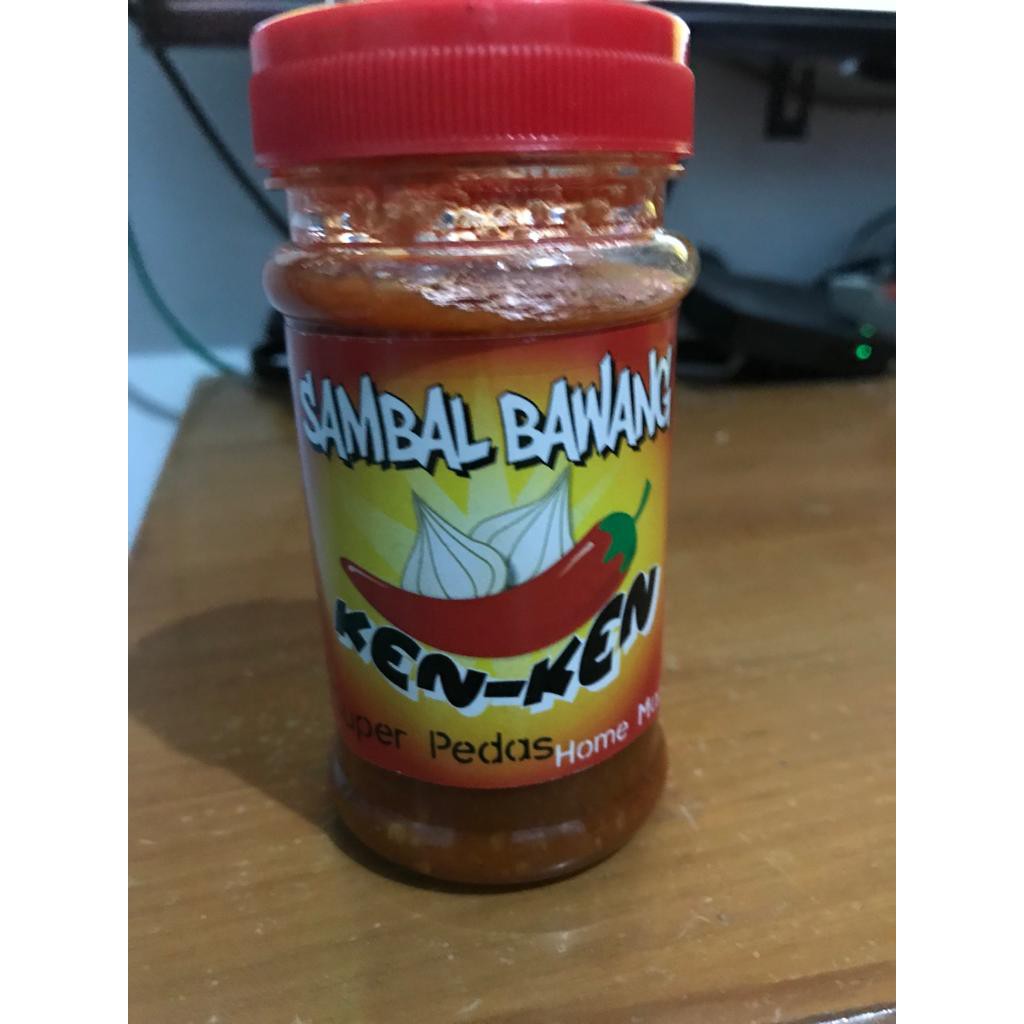 SAMBAL BAWANG
KEN-KEN
Pedas
Home